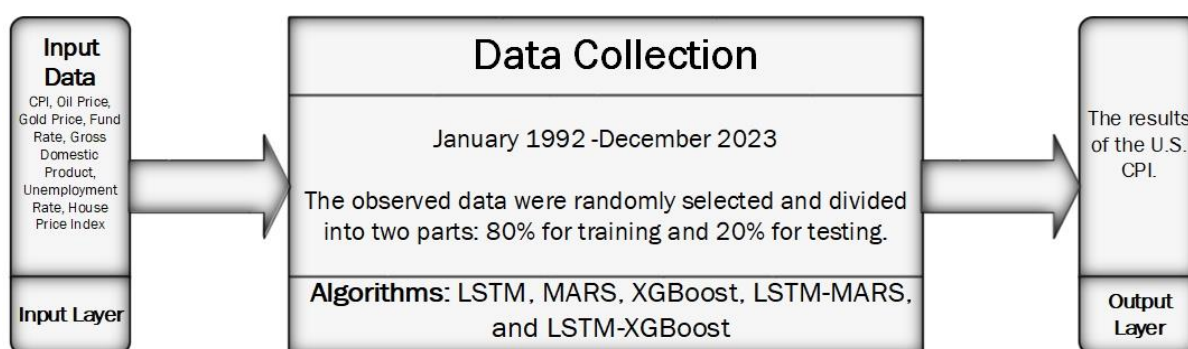 Input
Data
CPI, Oil Price,
Gold Price, Fund
Rate, Gross
Domestic
Product,
Unemployment
Rate, House
Price Index
Input Layer
Data Collection
January 1992 -December 2023
The observed data were randomly selected and divided
into two parts: 80% for training and 20% for testing.
Algorithms: LSTM, MARS, XGBoost, LSTM-MARS,
and LSTM-XGBoost
The results
of the U.S.
CPI.
Output
Layer